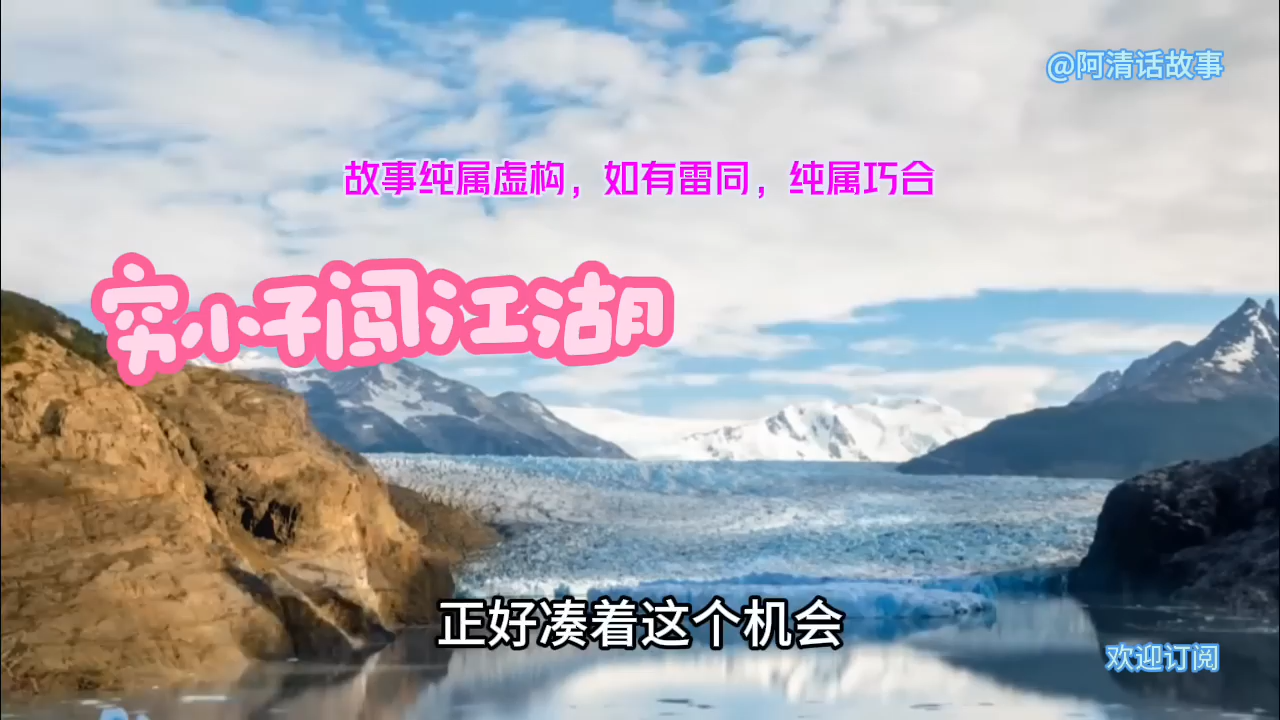 @阿清话故事
故事纯属虚构，如有雷同，纯属巧合
穷小子闯江湖
正好凑着这个机会
欢迎订阅